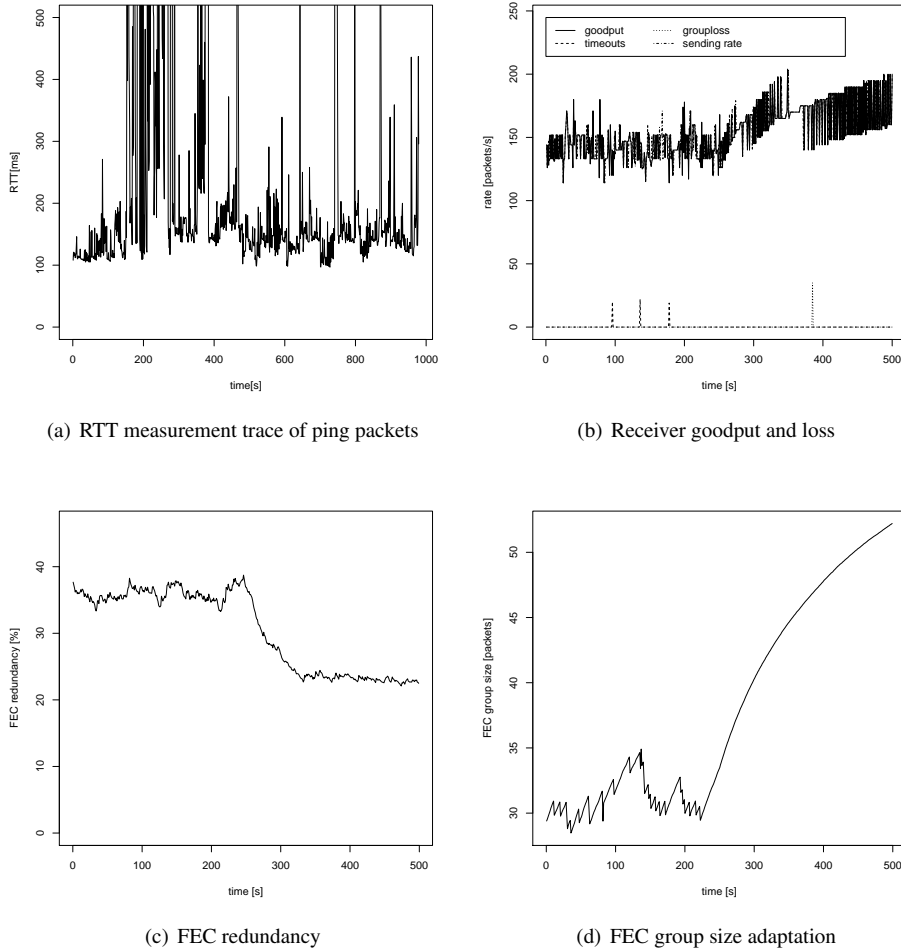 500
400
300
200
100
0
RTT[ms]
0 200 400 600 800 1000
time[s]
(a) RTT measurement trace of ping packets
250
200
150
100
50
0
rate [packets/s]
goodput
timeouts
grouploss
sending rate
0 100 200 300 400 500
time [s]
(b) Receiver goodput and loss
40
30
20
10
0
FEC redundancy [%]
0 100 200 300 400 500
time [s]
(c) FEC redundancy
50
45
40
35
30
FEC group size [packets]
0 100 200 300 400 500
time [s]
(d) FEC group size adaptation